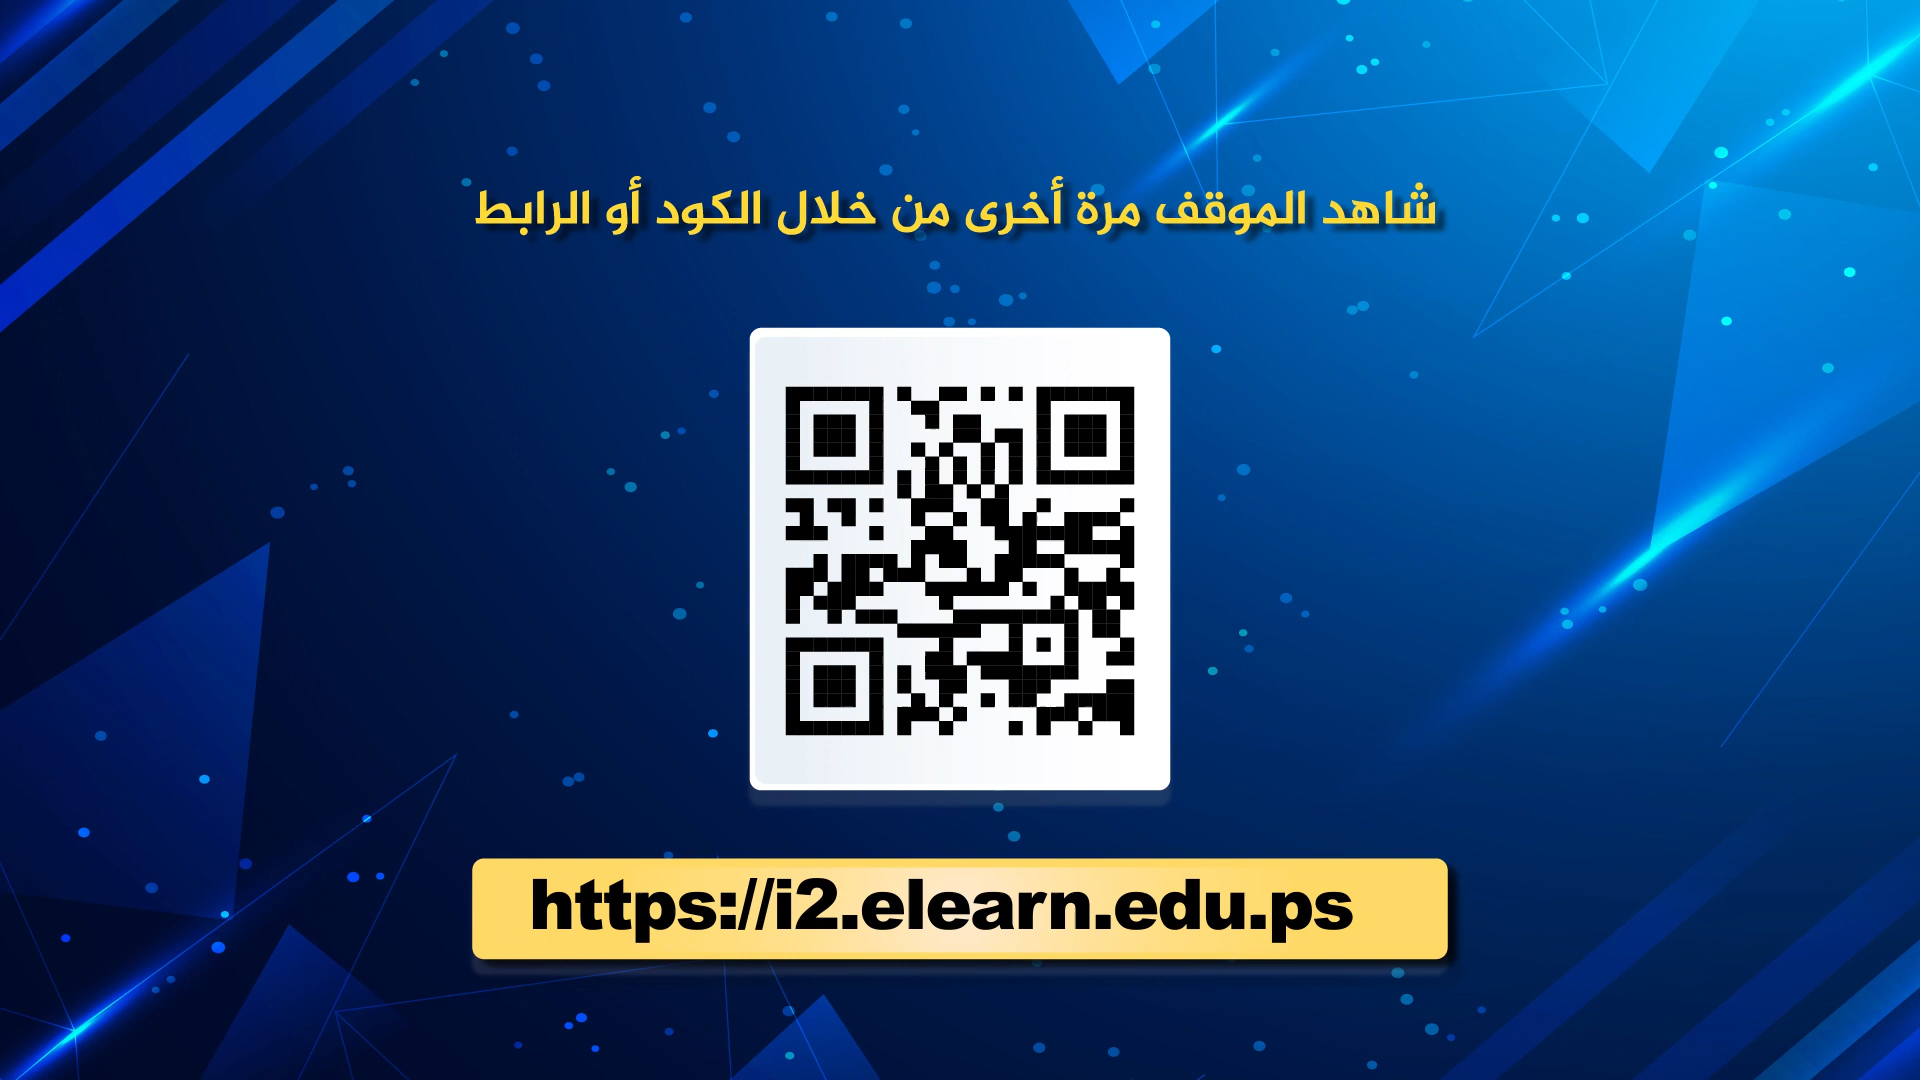 شاهد الموقف مرة أخرى من خلال الكود أو الرابط
https://i2.elearn.edu.ps